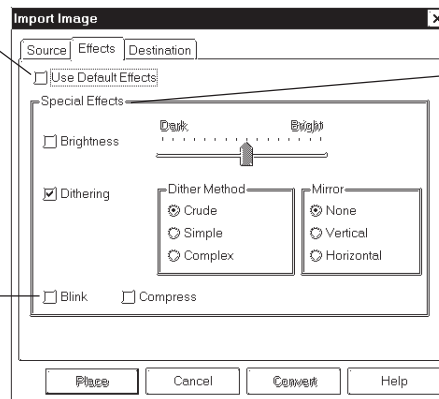 Import Image
Source Effects Destination
Use Default Effects
Special Effects
Dark Bright
Brightness
Dithering
Dither Method
Mirror
Crude
None
Simple
Vertical
Complex
Horizontal
Blink Compress
Place Cancel Convert Help